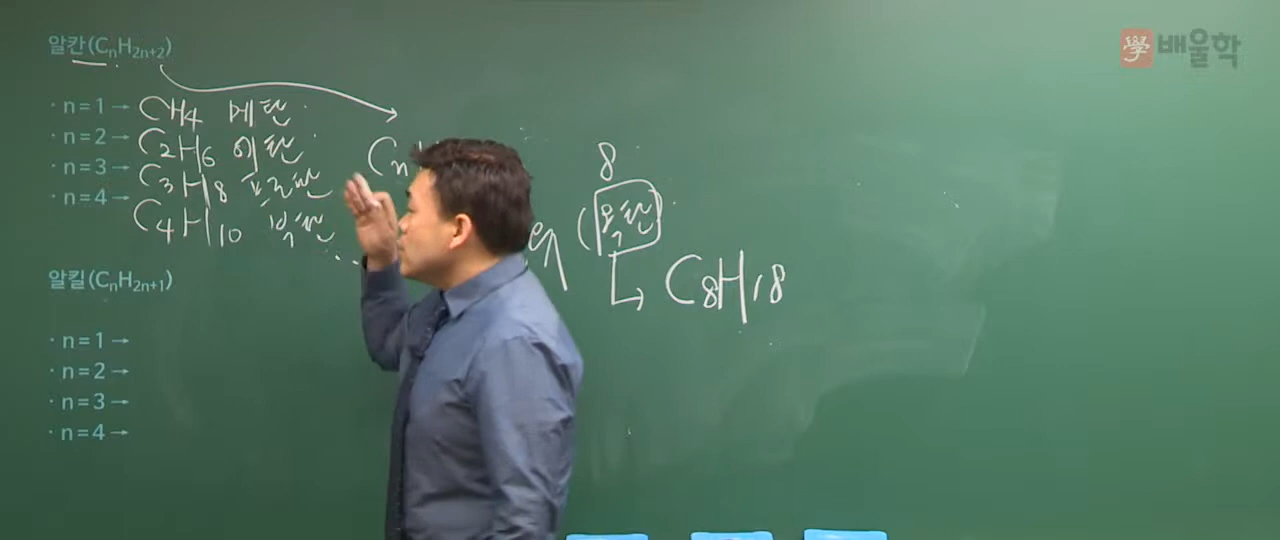 알칸(CnH2n+2)
學 배울학
· n=1 → CH4 메탄
· n=2 → C2H6 에탄
· n=3 → C3H8 프로판
· n=4 → C4H10 부탄
...
Cn
8
(옥탄)
C8H18
알킬(CnH2n+1)
· n=1 →
· n=2 →
· n=3 →
· n=4 →